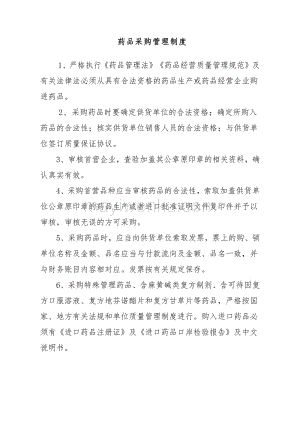 药品采购管理制度
1、严格执行《药品管理法》《药品经营质量管理规范》及
有关法律法必须从具有合法资格的药品生产或药品经营企业购
进药品。
2、采购药品时要确定供货单位的合法资格；确定所购入
药品的合法性；核实供货单位销售人员的合法资格；与供货单
位签订质量保证协议。
3、审核首营企业，查验加盖其公章原印章的相关资料，确
认真实有效。
4、采购首营品种应当审核药品的合法性，索取加盖供货单
位公章原印章的药品生产或进口批准证明文件复印件并予以
审核，审核无误的方可采购。
5、采购药品时，应当向供货单位索取发票，票上的购、销
单位名称及金额、品名应当与付款流向及金额、品名一致，并
与财务账目内容相对应。发票按有关规定保存。
6、采购特殊管理药品、含麻黄碱类复方制剂、含可待因复方
口服溶液、复方地芬诺酯片和复方甘草片等药品，严格按国
家、地方有关法规和单位质量管理制度进行。购入进口药品必
须有《进口药品注册证》及《进口药品口岸检验报告》及中文
说明书。